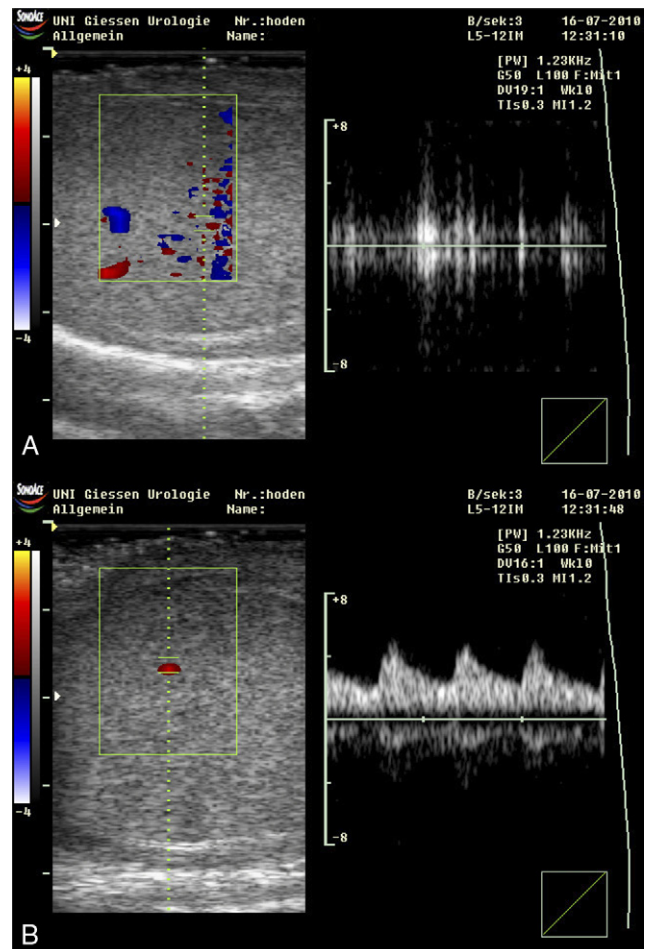 SONOACE UNI Giessen Urologie Nr.:hoden B/sek:3 16-07-2010
Allgemein Name: L5-12IM 12:31:10
[PW] 1.23KHz
G50 L100 F:Mit1
DV19:1 Wkl0
TIs0.3 MI1.2
+4
-4
+8
-8
A
SONOACE UNI Giessen Urologie Nr.:hoden B/sek:3 16-07-2010
Allgemein Name: L5-12IM 12:31:48
[PW] 1.23KHz
G50 L100 F:Mit1
DV16:1 Wkl0
TIs0.3 MI1.2
+4
-4
+8
-8
B